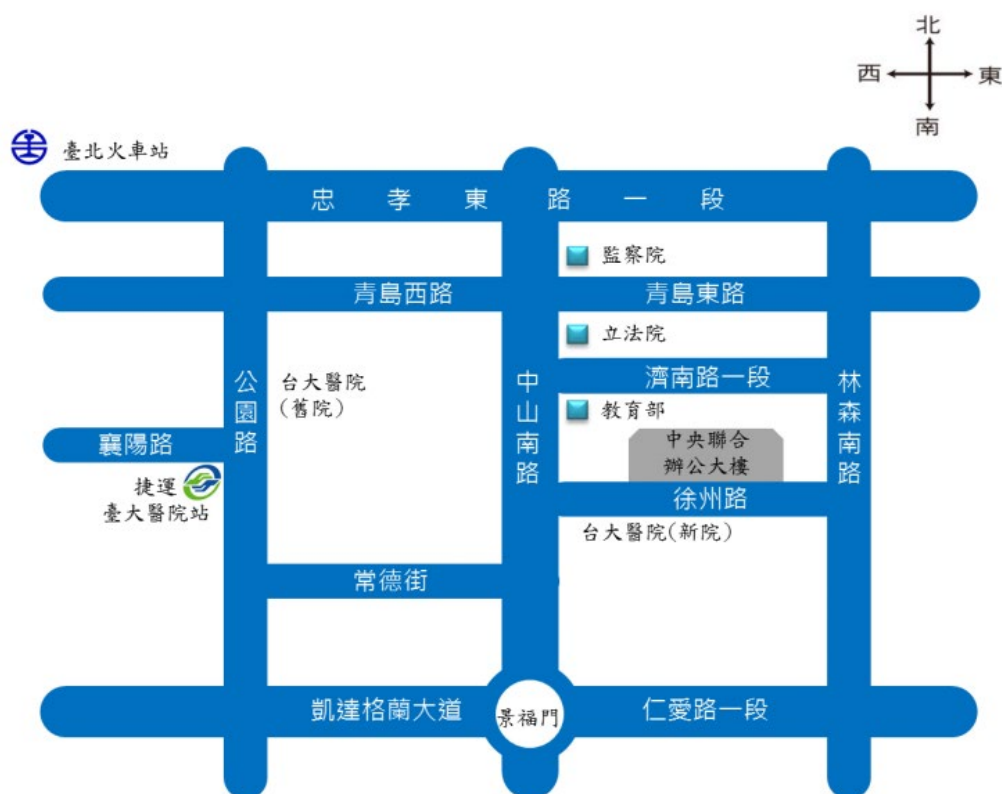 北
西 東
南
臺北火車站
忠孝東路一段
監察院
青島西路 青島東路
立法院
濟南路一段
公園路
台大醫院
(舊院)
中山南路
林森南路
教育部
襄陽路
中央聯合
辦公大樓
捷運
臺大醫院站
徐州路
台大醫院(新院)
常德街
凱達格蘭大道
景福門
仁愛路一段